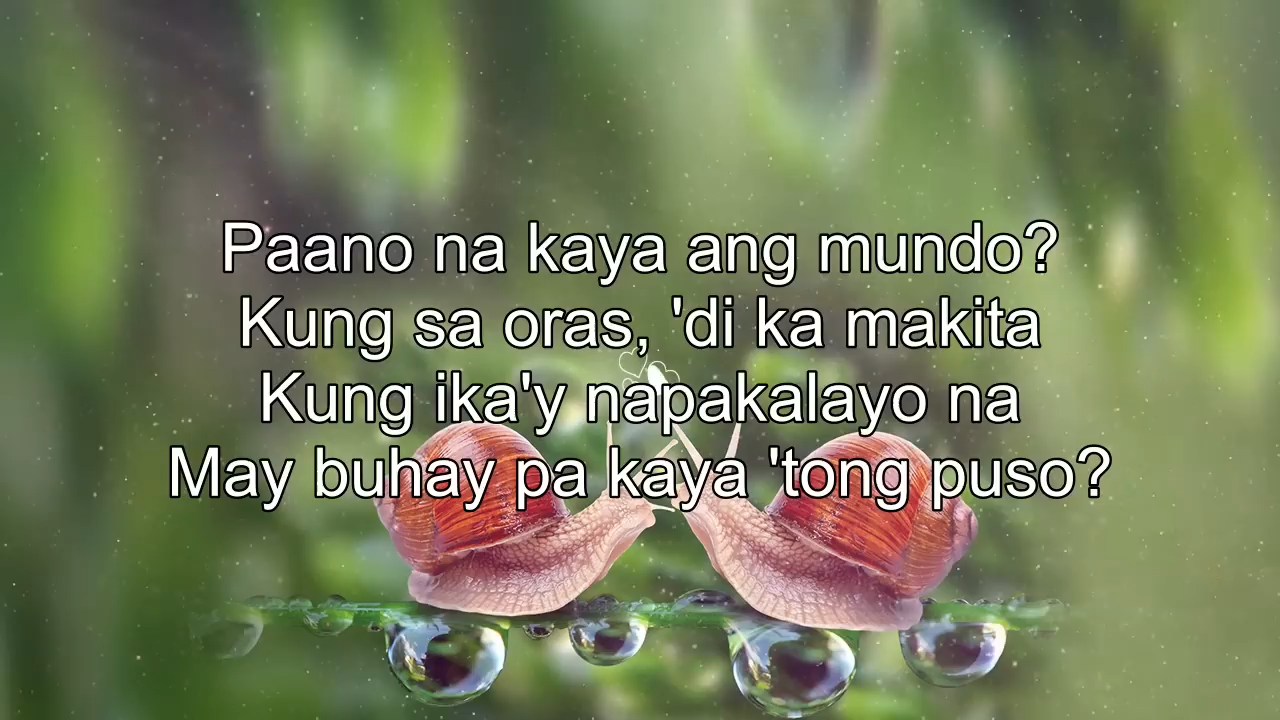 Paano na kaya ang mundo?
Kung sa oras, 'di ka makita
Kung ika'y napakalayo na
May buhay pa kaya 'tong puso?